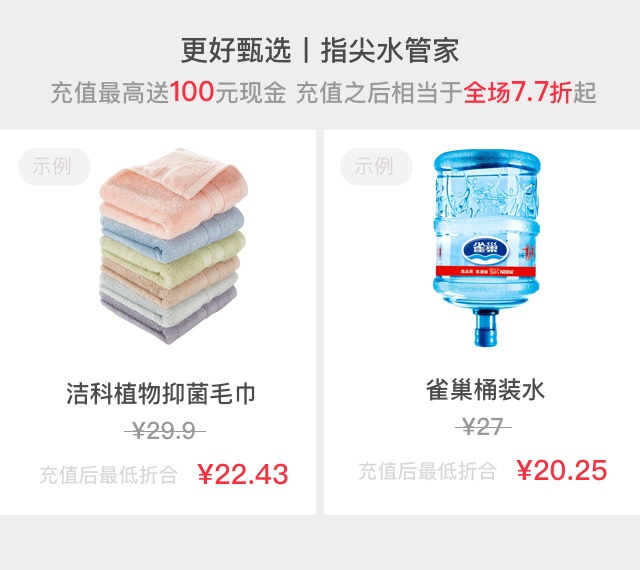 更好甄选丨指尖水管家
充值最高送100元现金 充值之后相当于全场7.7折起
示例
洁科植物抑菌毛巾
¥29.9
充值后最低折合 ¥22.43
示例
雀巢
雀巢桶装水
¥27
充值后最低折合 ¥20.25